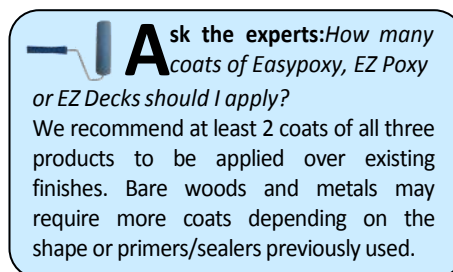 Ask the experts:How many
coats of Easypoxy, EZ Poxy
or EZ Decks should I apply?
We recommend at least 2 coats of all three
products to be applied over existing
finishes. Bare woods and metals may
require more coats depending on the
shape or primers/sealers previously used.